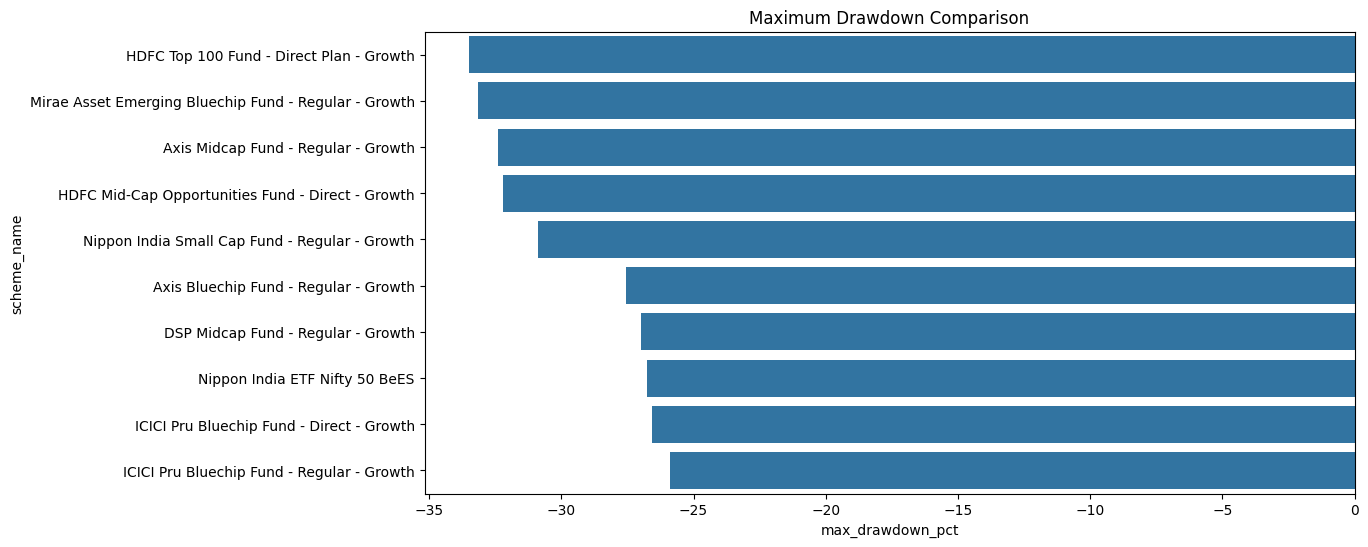 Maximum Drawdown Comparison
scheme_name
HDFC Top 100 Fund - Direct Plan - Growth
Mirae Asset Emerging Bluechip Fund - Regular - Growth
Axis Midcap Fund - Regular - Growth
HDFC Mid-Cap Opportunities Fund - Direct - Growth
Nippon India Small Cap Fund - Regular - Growth
Axis Bluechip Fund - Regular - Growth
DSP Midcap Fund - Regular - Growth
Nippon India ETF Nifty 50 BeES
ICICI Pru Bluechip Fund - Direct - Growth
ICICI Pru Bluechip Fund - Regular - Growth
−35 −30 −25 −20 −15 −10 −5 0
max_drawdown_pct